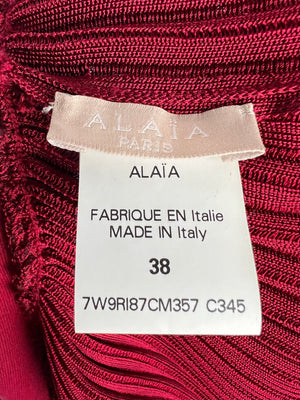 ALAÏA
PARIS
ALAÏA
FABRIQUE EN Italie
MADE IN Italy
38
7W9RI87CM357 C345